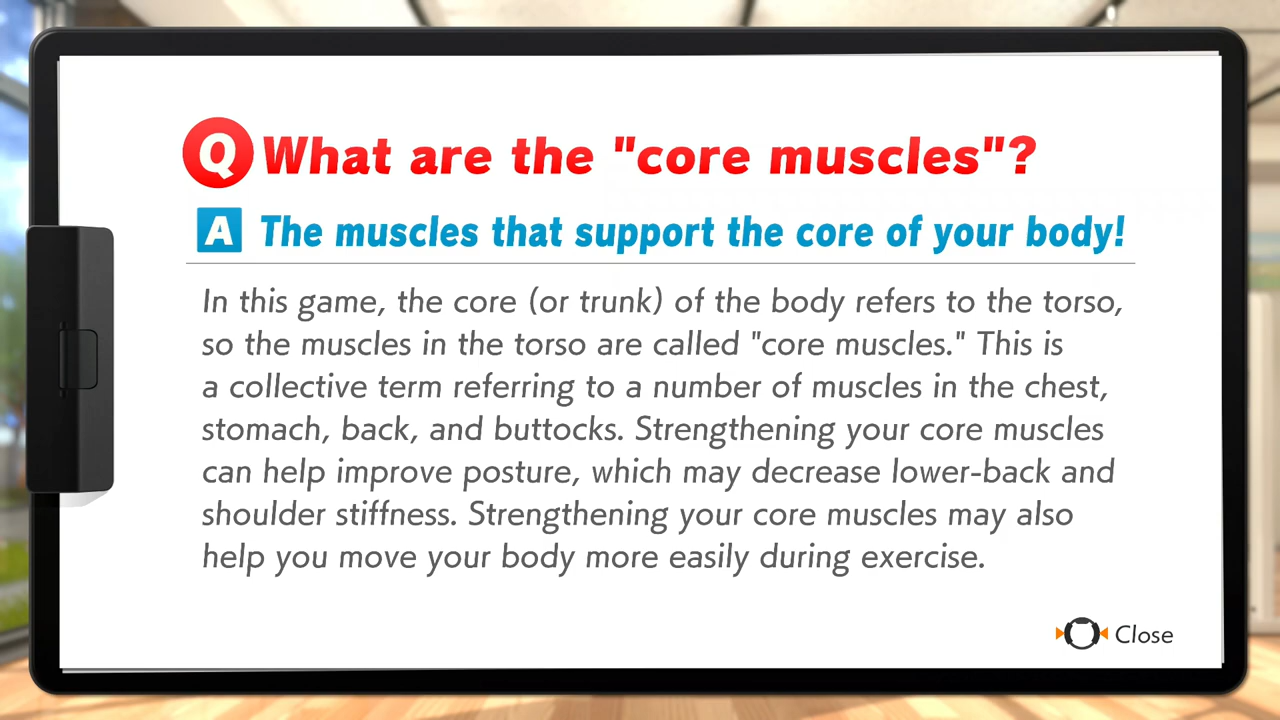 Q What are the "core muscles"?
A The muscles that support the core of your body!
In this game, the core (or trunk) of the body refers to the torso,
so the muscles in the torso are called "core muscles." This is
a collective term referring to a number of muscles in the chest,
stomach, back, and buttocks. Strengthening your core muscles
can help improve posture, which may decrease lower-back and
shoulder stiffness. Strengthening your core muscles may also
help you move your body more easily during exercise.
Close